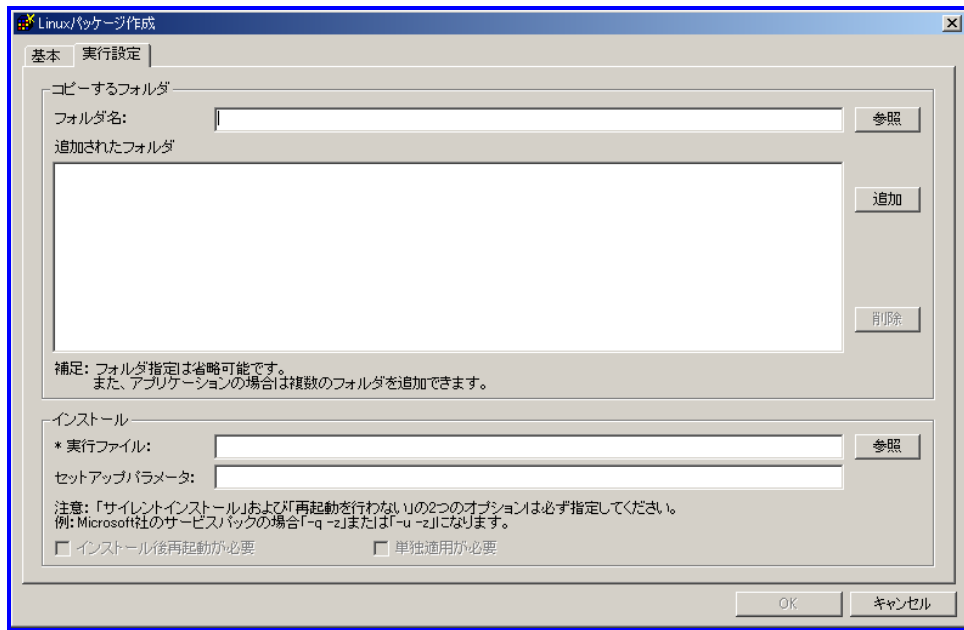 Linuxパッケージ作成
基本 実行設定
コピーするフォルダ
フォルダ名: 参照
追加されたフォルダ
追加
削除
補足: フォルダ指定は省略可能です。
また、アプリケーションの場合は複数のフォルダを追加できます。
インストール
* 実行ファイル: 参照
セットアップパラメータ:
注意: 「サイレントインストール」および「再起動を行わない」の2つのオプションは必ず指定してください。
例: Microsoft社のサービスパックの場合「-q -z」または「-u -z」になります。
インストール後再起動が必要 単独適用が必要
OK キャンセル